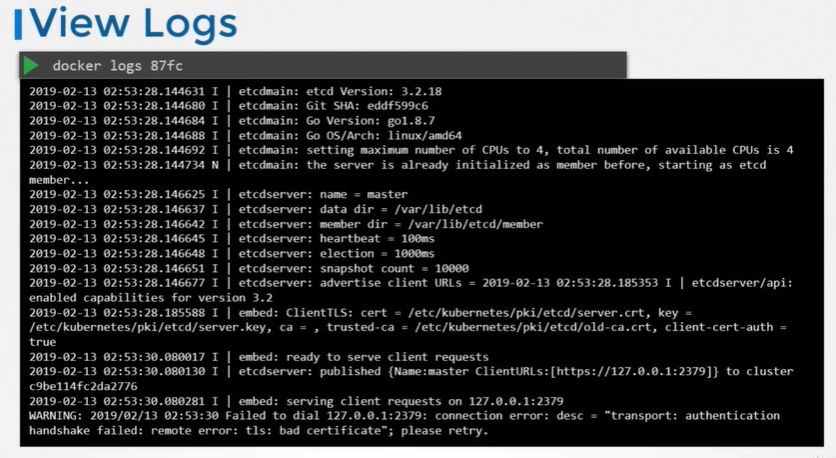 View Logs
docker logs 87fc
2019-02-13 02:53:28.144631 I | etcdmain: etcd Version: 3.2.18
2019-02-13 02:53:28.144680 I | etcdmain: Git SHA: eddf599c6
2019-02-13 02:53:28.144684 I | etcdmain: Go Version: go1.8.7
2019-02-13 02:53:28.144688 I | etcdmain: Go OS/Arch: linux/amd64
2019-02-13 02:53:28.144692 I | etcdmain: setting maximum number of CPUs to 4, total number of available CPUs is 4
2019-02-13 02:53:28.144734 N | etcdmain: the server is already initialized as member before, starting as etcd
member...
2019-02-13 02:53:28.146625 I | etcdserver: name = master
2019-02-13 02:53:28.146637 I | etcdserver: data dir = /var/lib/etcd
2019-02-13 02:53:28.146642 I | etcdserver: member dir = /var/lib/etcd/member
2019-02-13 02:53:28.146645 I | etcdserver: heartbeat = 100ms
2019-02-13 02:53:28.146648 I | etcdserver: election = 1000ms
2019-02-13 02:53:28.146651 I | etcdserver: snapshot count = 10000
2019-02-13 02:53:28.146677 I | etcdserver: advertise client URLs = 2019-02-13 02:53:28.185353 I | etcdserver/api:
enabled capabilities for version 3.2
2019-02-13 02:53:28.185588 I | embed: ClientTLS: cert = /etc/kubernetes/pki/etcd/server.crt, key =
/etc/kubernetes/pki/etcd/server.key, ca = , trusted-ca = /etc/kubernetes/pki/etcd/old-ca.crt, client-cert-auth =
true
2019-02-13 02:53:30.080017 I | embed: ready to serve client requests
2019-02-13 02:53:30.080130 I | etcdserver: published {Name:master ClientURLs:[https://127.0.0.1:2379]} to cluster
c9be114fc2da2776
2019-02-13 02:53:30.080281 I | embed: serving client requests on 127.0.0.1:2379
WARNING: 2019/02/13 02:53:30 Failed to dial 127.0.0.1:2379: connection error: desc = "transport: authentication
handshake failed: remote error: tls: bad certificate"; please retry.